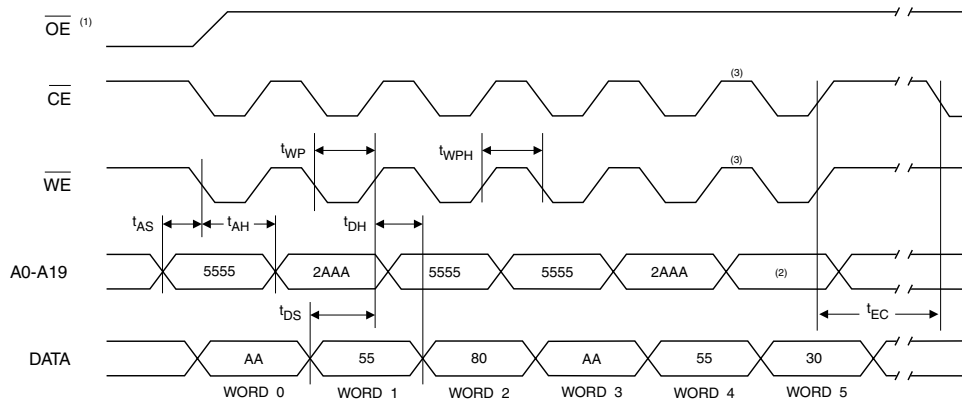 OE (1)
CE (3)
tWP tWPH
WE (3)
tAS tAH tDH
A0-A19 5555 2AAA 5555 5555 2AAA (2)
tDS tEC
DATA AA 55 80 AA 55 30
WORD 0 WORD 1 WORD 2 WORD 3 WORD 4 WORD 5